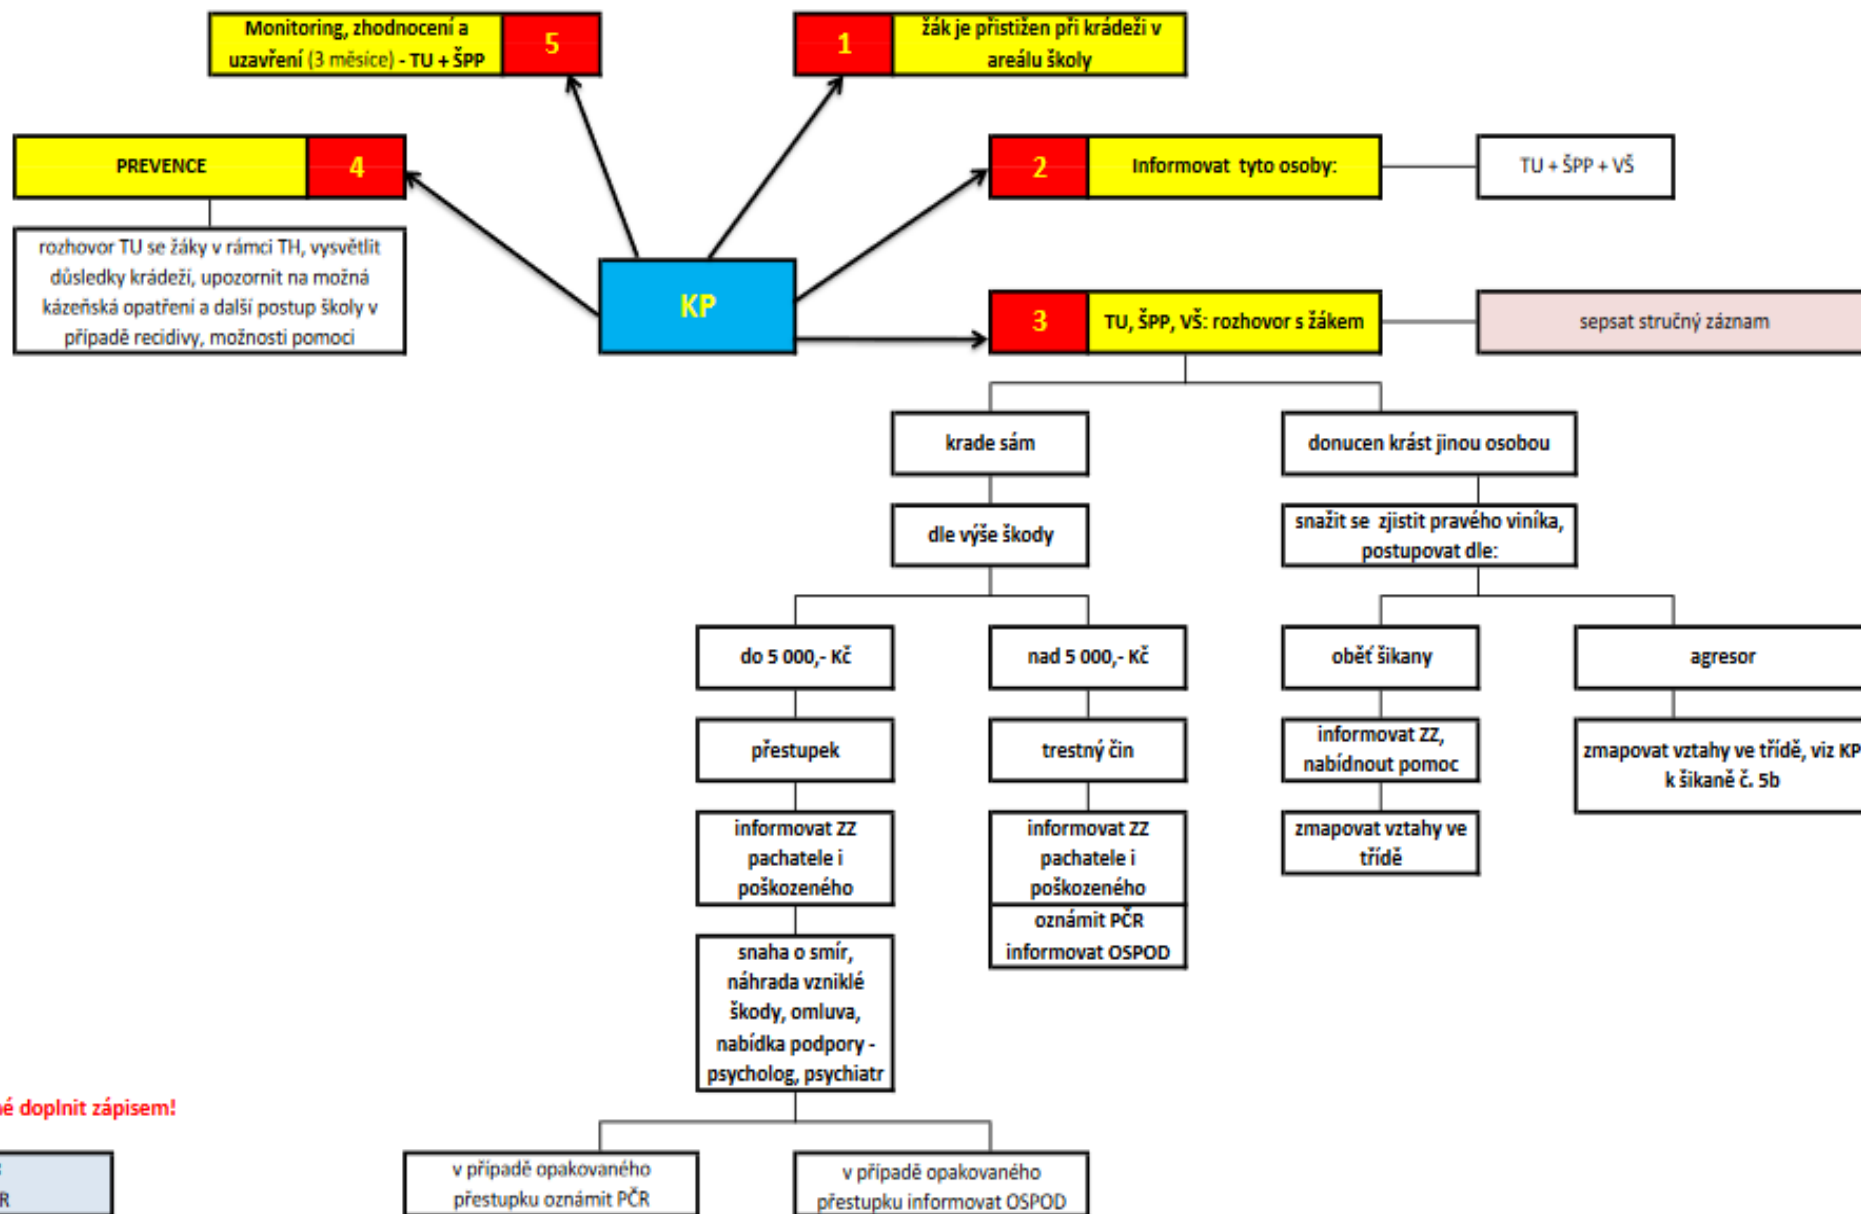 Monitoring, zhodnocení a
uzavření (3 měsíce) - TU + ŠPP
5
1
žák je přistižen při krádeži v
areálu školy
PREVENCE
4
2
Informovat tyto osoby:
TU + ŠPP + VŠ
rozhovor TU se žáky v rámci TH, vysvětlit
důsledky krádeží, upozornit na možná
kázeňská opatření a další postup školy v
případě recidivy, možnosti pomoci
KP
3
TU, ŠPP, VŠ: rozhovor s žákem
sepsat stručný záznam
krade sám
donucen krást jinou osobou
dle výše škody
snažit se zjistit pravého viníka,
postupovat dle:
do 5 000,- Kč
nad 5 000,- Kč
oběť šikany
agresor
přestupek
trestný čin
informovat ZZ,
nabídnout pomoc
zmapovat vztahy ve třídě, viz KP
k šikaně č. 5b
informovat ZZ
pachatele i
poškozeného
informovat ZZ
pachatele i
poškozeného
zmapovat vztahy ve
třídě
oznámit PČR
informovat OSPOD
snaha o smír,
náhrada vzniklé
škody, omluva,
nabídka podpory -
psycholog, psychiatr
doplnit zápisem!
R
v případě opakovaného
přestupku oznámit PČR
v případě opakovaného
přestupku informovat OSPOD